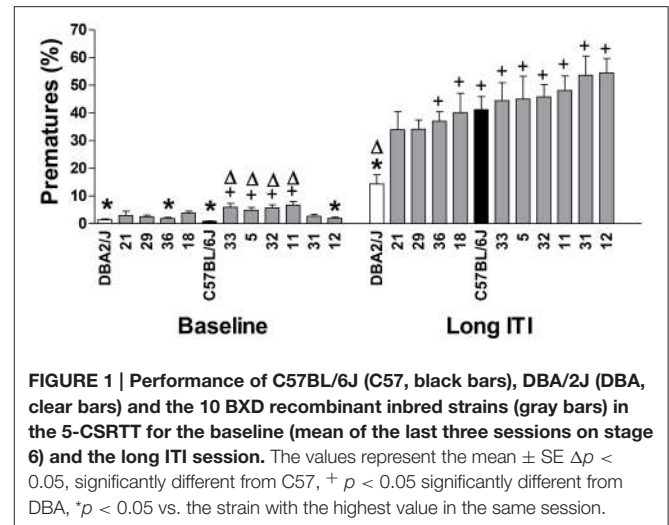 70
60
50
40
30
20
10
0
Prematures (%)
* * * Δ Δ Δ Δ *
+ + + +
Δ
*
+ + + + + + + + +
DBA2/J 21 29 36 18 C57BL/6J 33 5 32 11 31 12
DBA2/J 21 29 36 18 C57BL/6J 33 5 32 11 31 12
Baseline Long ITI
FIGURE 1 | Performance of C57BL/6J (C57, black bars), DBA/2J (DBA,
clear bars) and the 10 BXD recombinant inbred strains (gray bars) in
the 5-CSRTT for the baseline (mean of the last three sessions on stage
6) and the long ITI session. The values represent the mean ± SE Δp <
0.05, significantly different from C57, + p < 0.05 significantly different from
DBA, *p < 0.05 vs. the strain with the highest value in the same session.